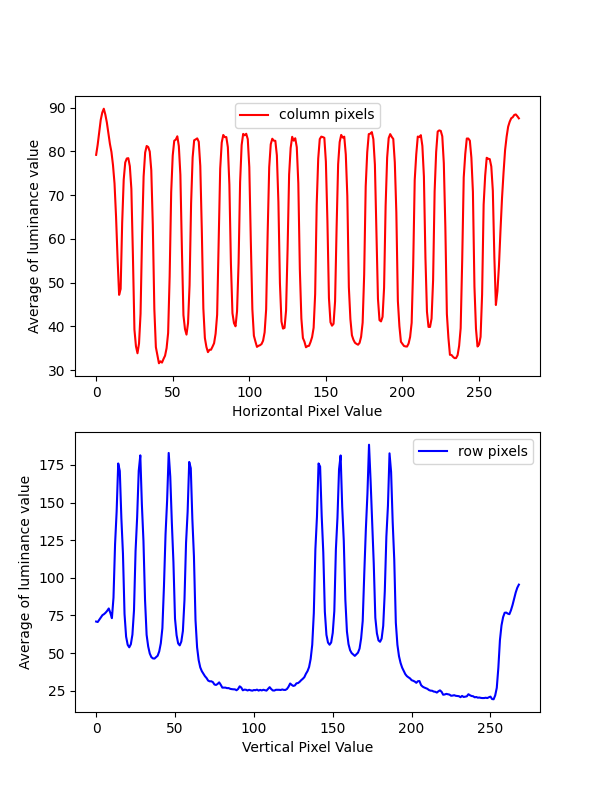 90
80
70
60
50
40
30
Average of luminance value
column pixels
0 50 100 150 200 250
Horizontal Pixel Value
175
150
125
100
75
50
25
Average of luminance value
row pixels
0 50 100 150 200 250
Vertical Pixel Value